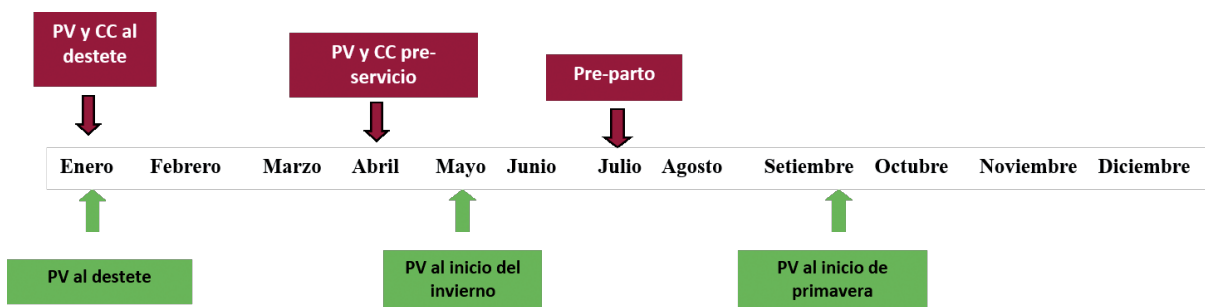 PV y CC al
destete
PV y CC pre-
servicio
Pre-parto
Enero Febrero Marzo Abril Mayo Junio Julio Agosto Setiembre Octubre Noviembre Diciembre
PV al destete
PV al inicio del
invierno
PV al inicio de
primavera